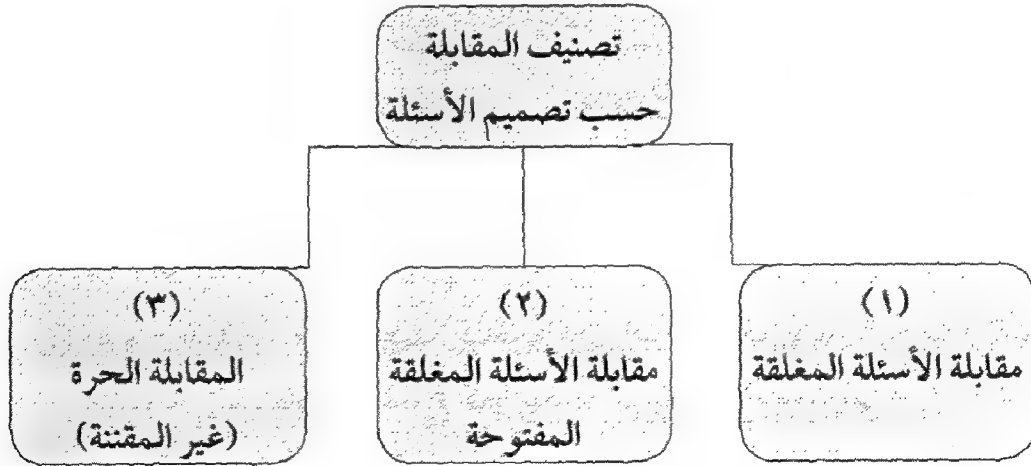 تصنيف المقابلة
حسب تصميم الأسئلة
(١)
مقابلة الأسئلة المغلقة
(٢)
مقابلة الأسئلة المغلقة
المفتوحة
(٣)
المقابلة الحرة
(غير المقننة)